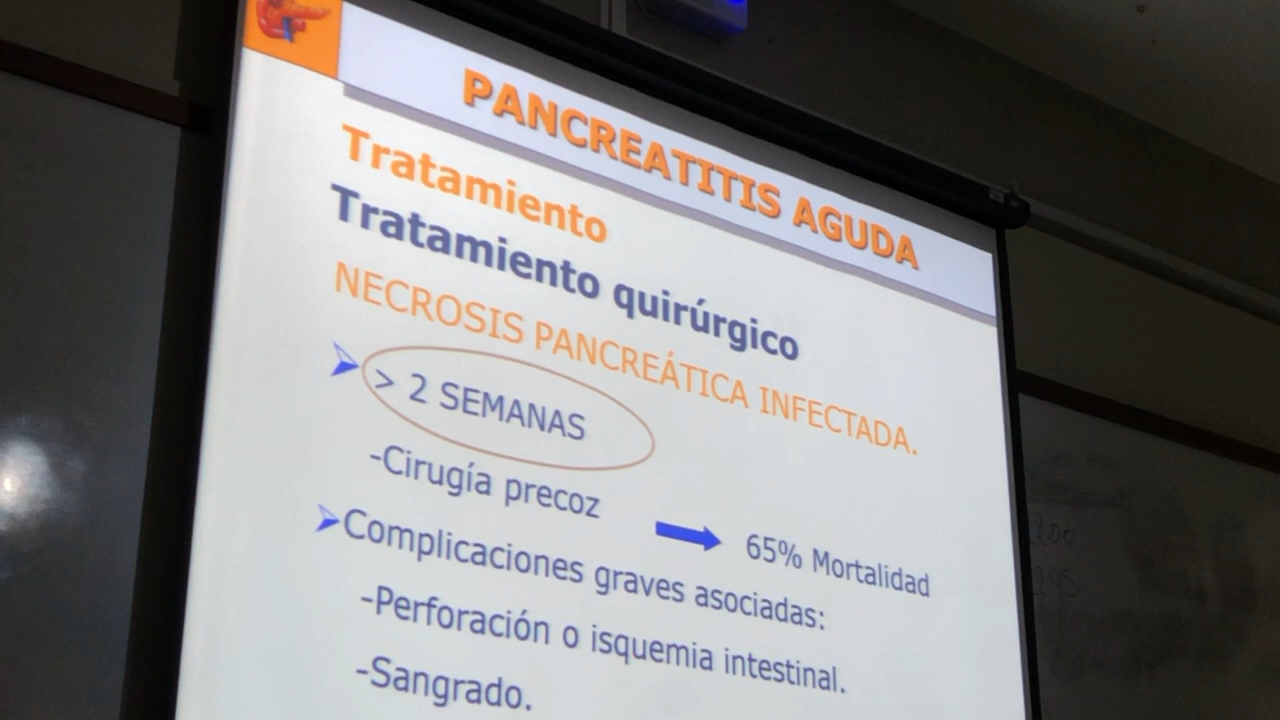 PANCREATITIS AGUDA
Tratamiento
Tratamiento quirúrgico
NECROSIS PANCREÁTICA INFECTADA.
> 2 SEMANAS
-Cirugía precoz
65% Mortalidad
Complicaciones graves asociadas:
-Perforación o isquemia intestinal.
-Sangrado.